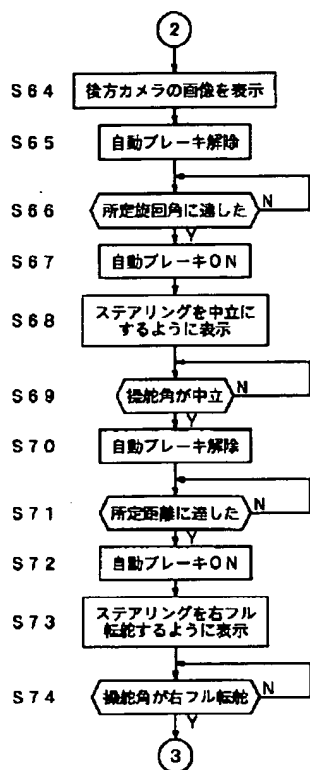 2
S64 後方カメラの画像を表示
S65 自動ブレーキ解除
S66 所定旋回角に達した N
Y
S67 自動ブレーキON
S68 ステアリングを中立に
するように表示
S69 操舵角が中立 N
Y
S70 自動ブレーキ解除
S71 所定距離に達した N
Y
S72 自動ブレーキON
S73 ステアリングを右フル
転舵するように表示
S74 操舵角が右フル転舵 N
Y
3